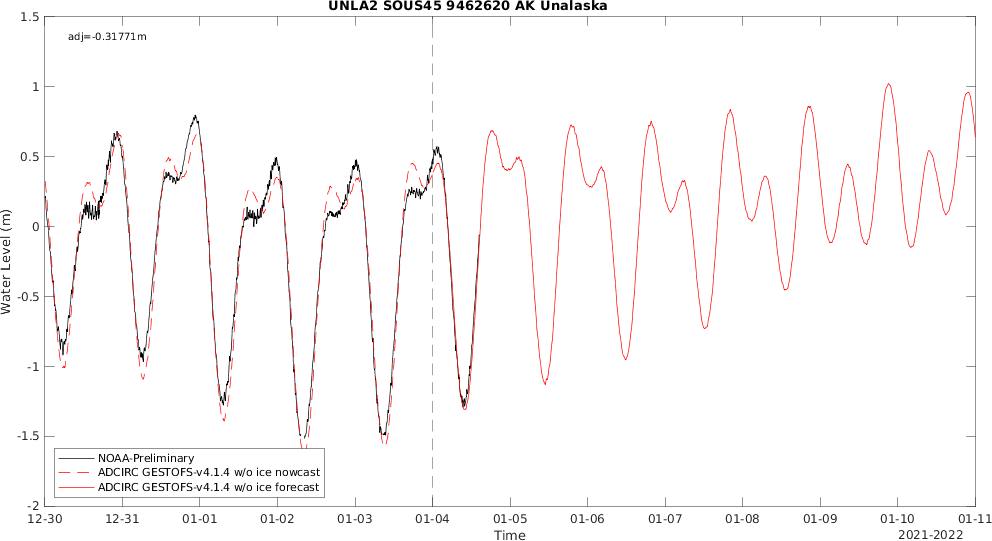 UNLA2 SOUS45 9462620 AK Unalaska
adj=-0.31771m
1.5
1
0.5
0
-0.5
-1
-1.5
-2
Water Level (m)
NOAA-Preliminary
ADCIRC GESTOFS-v4.1.4 w/o ice nowcast
ADCIRC GESTOFS-v4.1.4 w/o ice forecast
12-30 12-31 01-01 01-02 01-03 01-04 01-05 01-06 01-07 01-08 01-09 01-10 01-11
Time
2021-2022